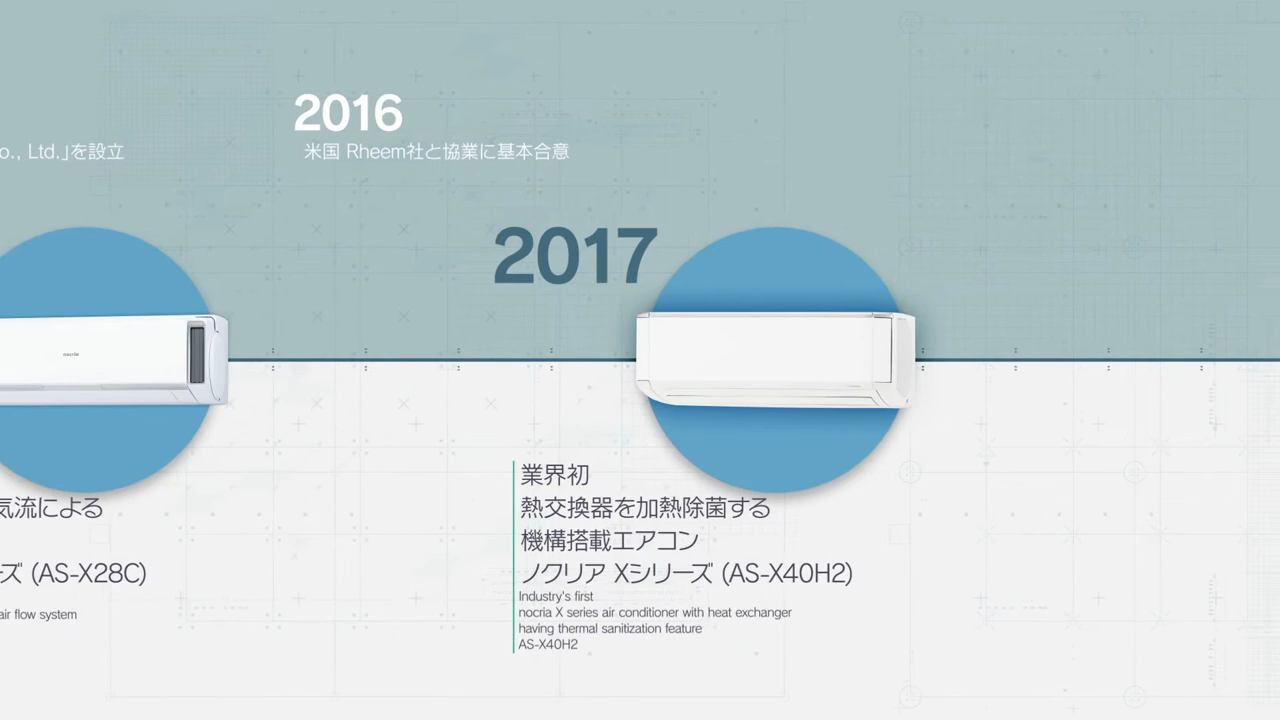 2016
o., Ltd.」を設立
米国 Rheem社と協業に基本合意
2017
nocria
気流による
ーズ (AS-X28C)
air flow system
業界初
熱交換器を加熱除菌する
機構搭載エアコン
ノクリア Xシリーズ (AS-X40H2)
Industry's first
nocria X series air conditioner with heat exchanger
having thermal sanitization feature
AS-X40H2